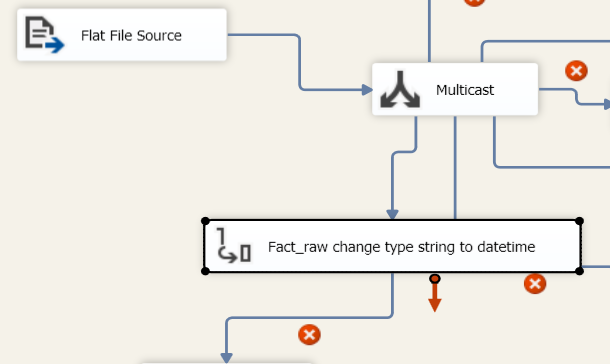 Flat File Source
Multicast
Fact_raw change type string to datetime